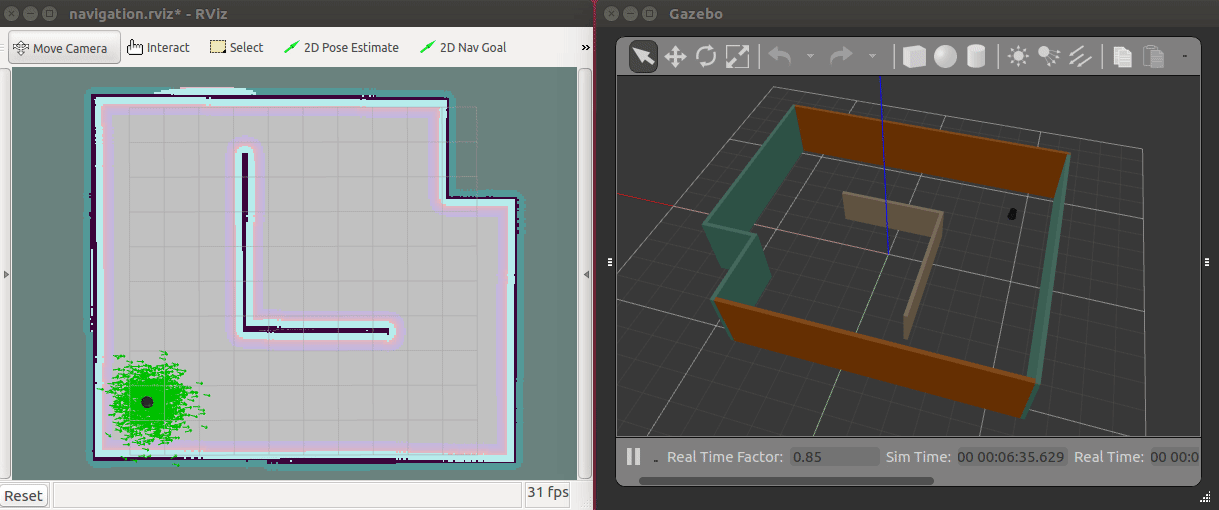 navigation.rviz* - RViz
Move Camera
Interact
Select
2D Pose Estimate
2D Nav Goal
»
Reset
31 fps
Gazebo
Real Time Factor: 0.85 Sim Time: 00 00:06:35.629 Real Time: 00 00:0